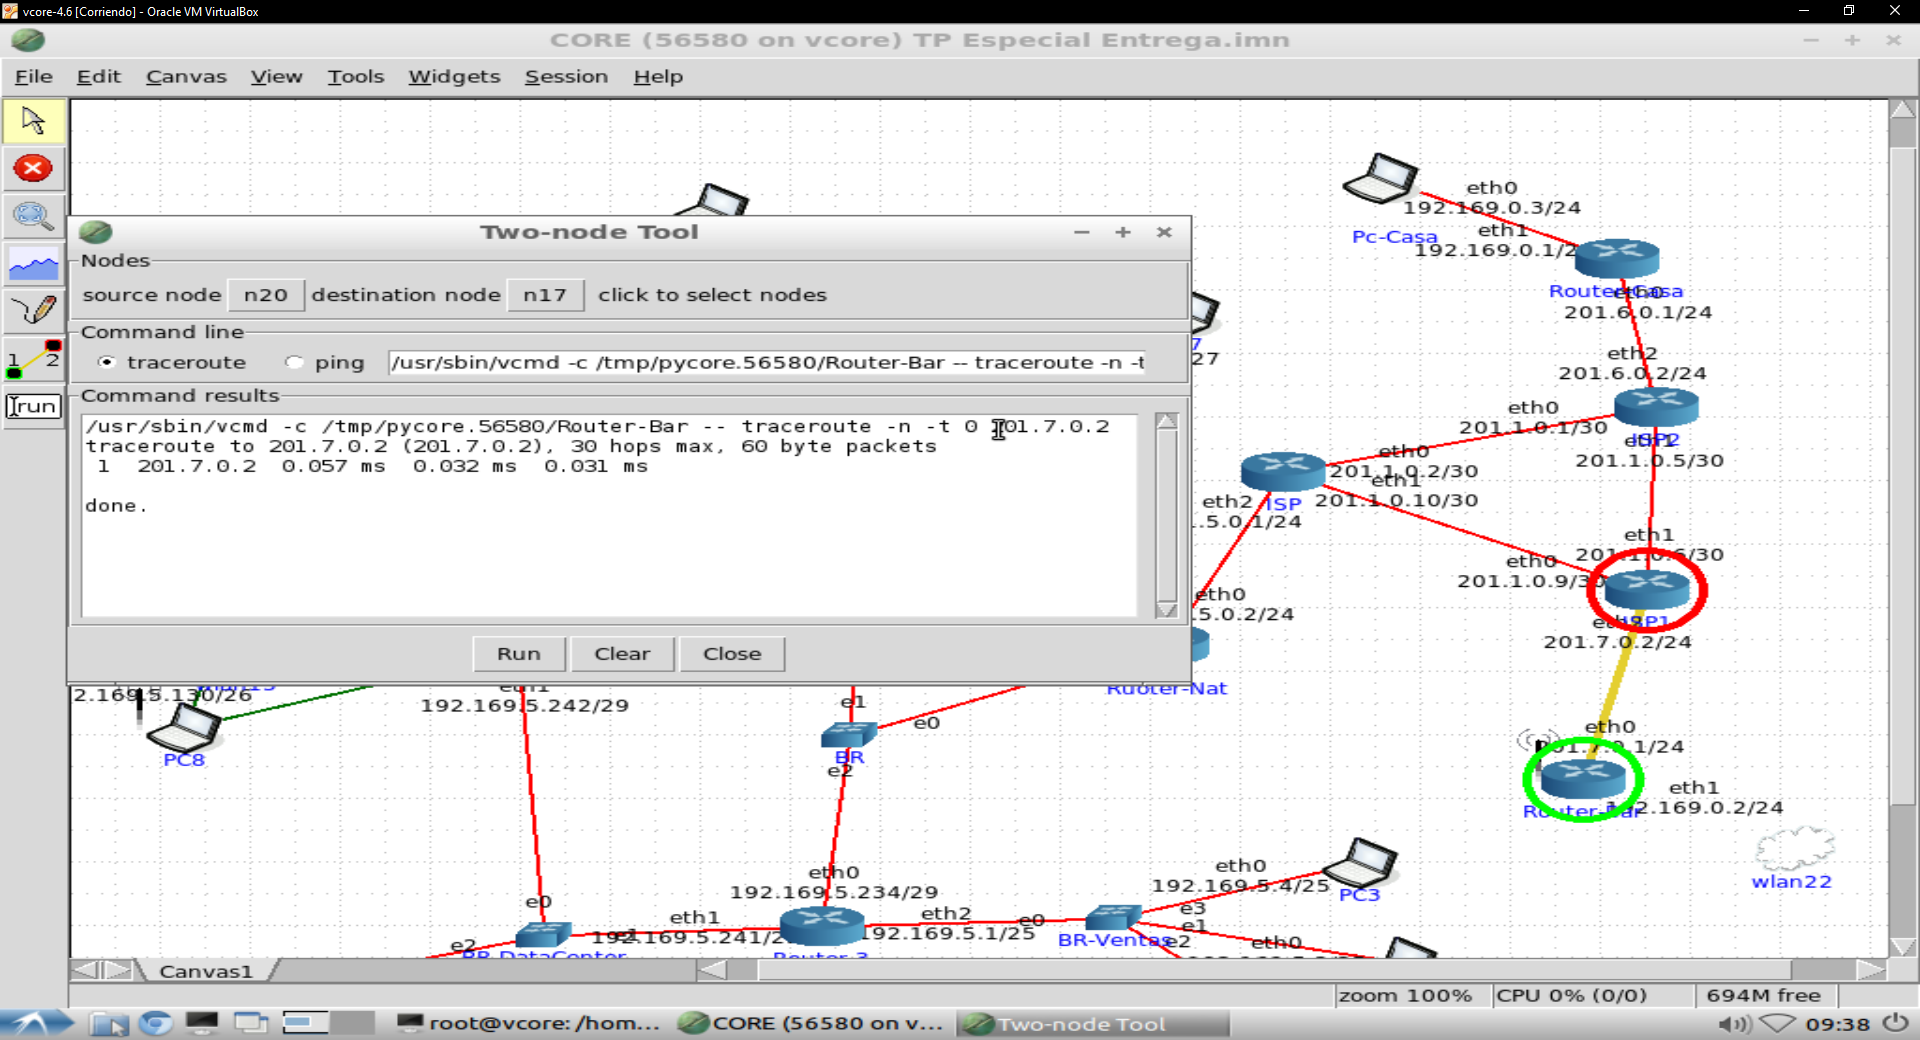 vcore-4.6 [Corriendo] - Oracle VM VirtualBox
CORE (56580 on vcore) TP Especial Entrega.imn
File Edit Canvas View Tools Widgets Session Help
Two-node Tool
Nodes
source node n20 destination node n17 click to select nodes
Command line
traceroute ping /usr/sbin/vcmd -c /tmp/pycore.56580/Router-Bar -- traceroute -n -t
Command results
/usr/sbin/vcmd -c /tmp/pycore.56580/Router-Bar -- traceroute -n -t 0 201.7.0.2
traceroute to 201.7.0.2 (201.7.0.2), 30 hops max, 60 byte packets
1 201.7.0.2 0.057 ms 0.032 ms 0.031 ms
done.
Run Clear Close
1 2
run
eth0
192.169.0.3/24
Pc-Casa
eth1
192.169.0.1/2
eth0
201.6.0.1/24
eth2
201.6.0.2/24
7
27
eth0
201.1.0.1/30
ISP2
201.1.0.5/30
eth0
201.1.0.2/30
eth1
201.1.0.10/30
eth2
ISP
.5.0.1/24
eth1
201.1.0.6/30
eth0
201.1.0.9/30
ISP1
201.7.0.2/24
eth0
.5.0.2/24
Ruoter-Nat
eth0
201.7.0.1/24
eth1
192.169.0.2/24
Router-Bar
wlan22
2.169.5.130/26
PC8
eth1
192.169.5.242/29
e1
e0
BR
e2
eth0
192.169.5.234/29
e0
eth1
192.169.5.241/2
e2
BR-DataCenter
Router-3
eth2
192.169.5.1/25
e0
BR-Ventas
e3
e1
e2
eth0
192.169.5.4/25
PC3
eth0
Canvas1
zoom 100% CPU 0% (0/0) 694M free
root@vcore: /hom... CORE (56580 on v... Two-node Tool 09:38